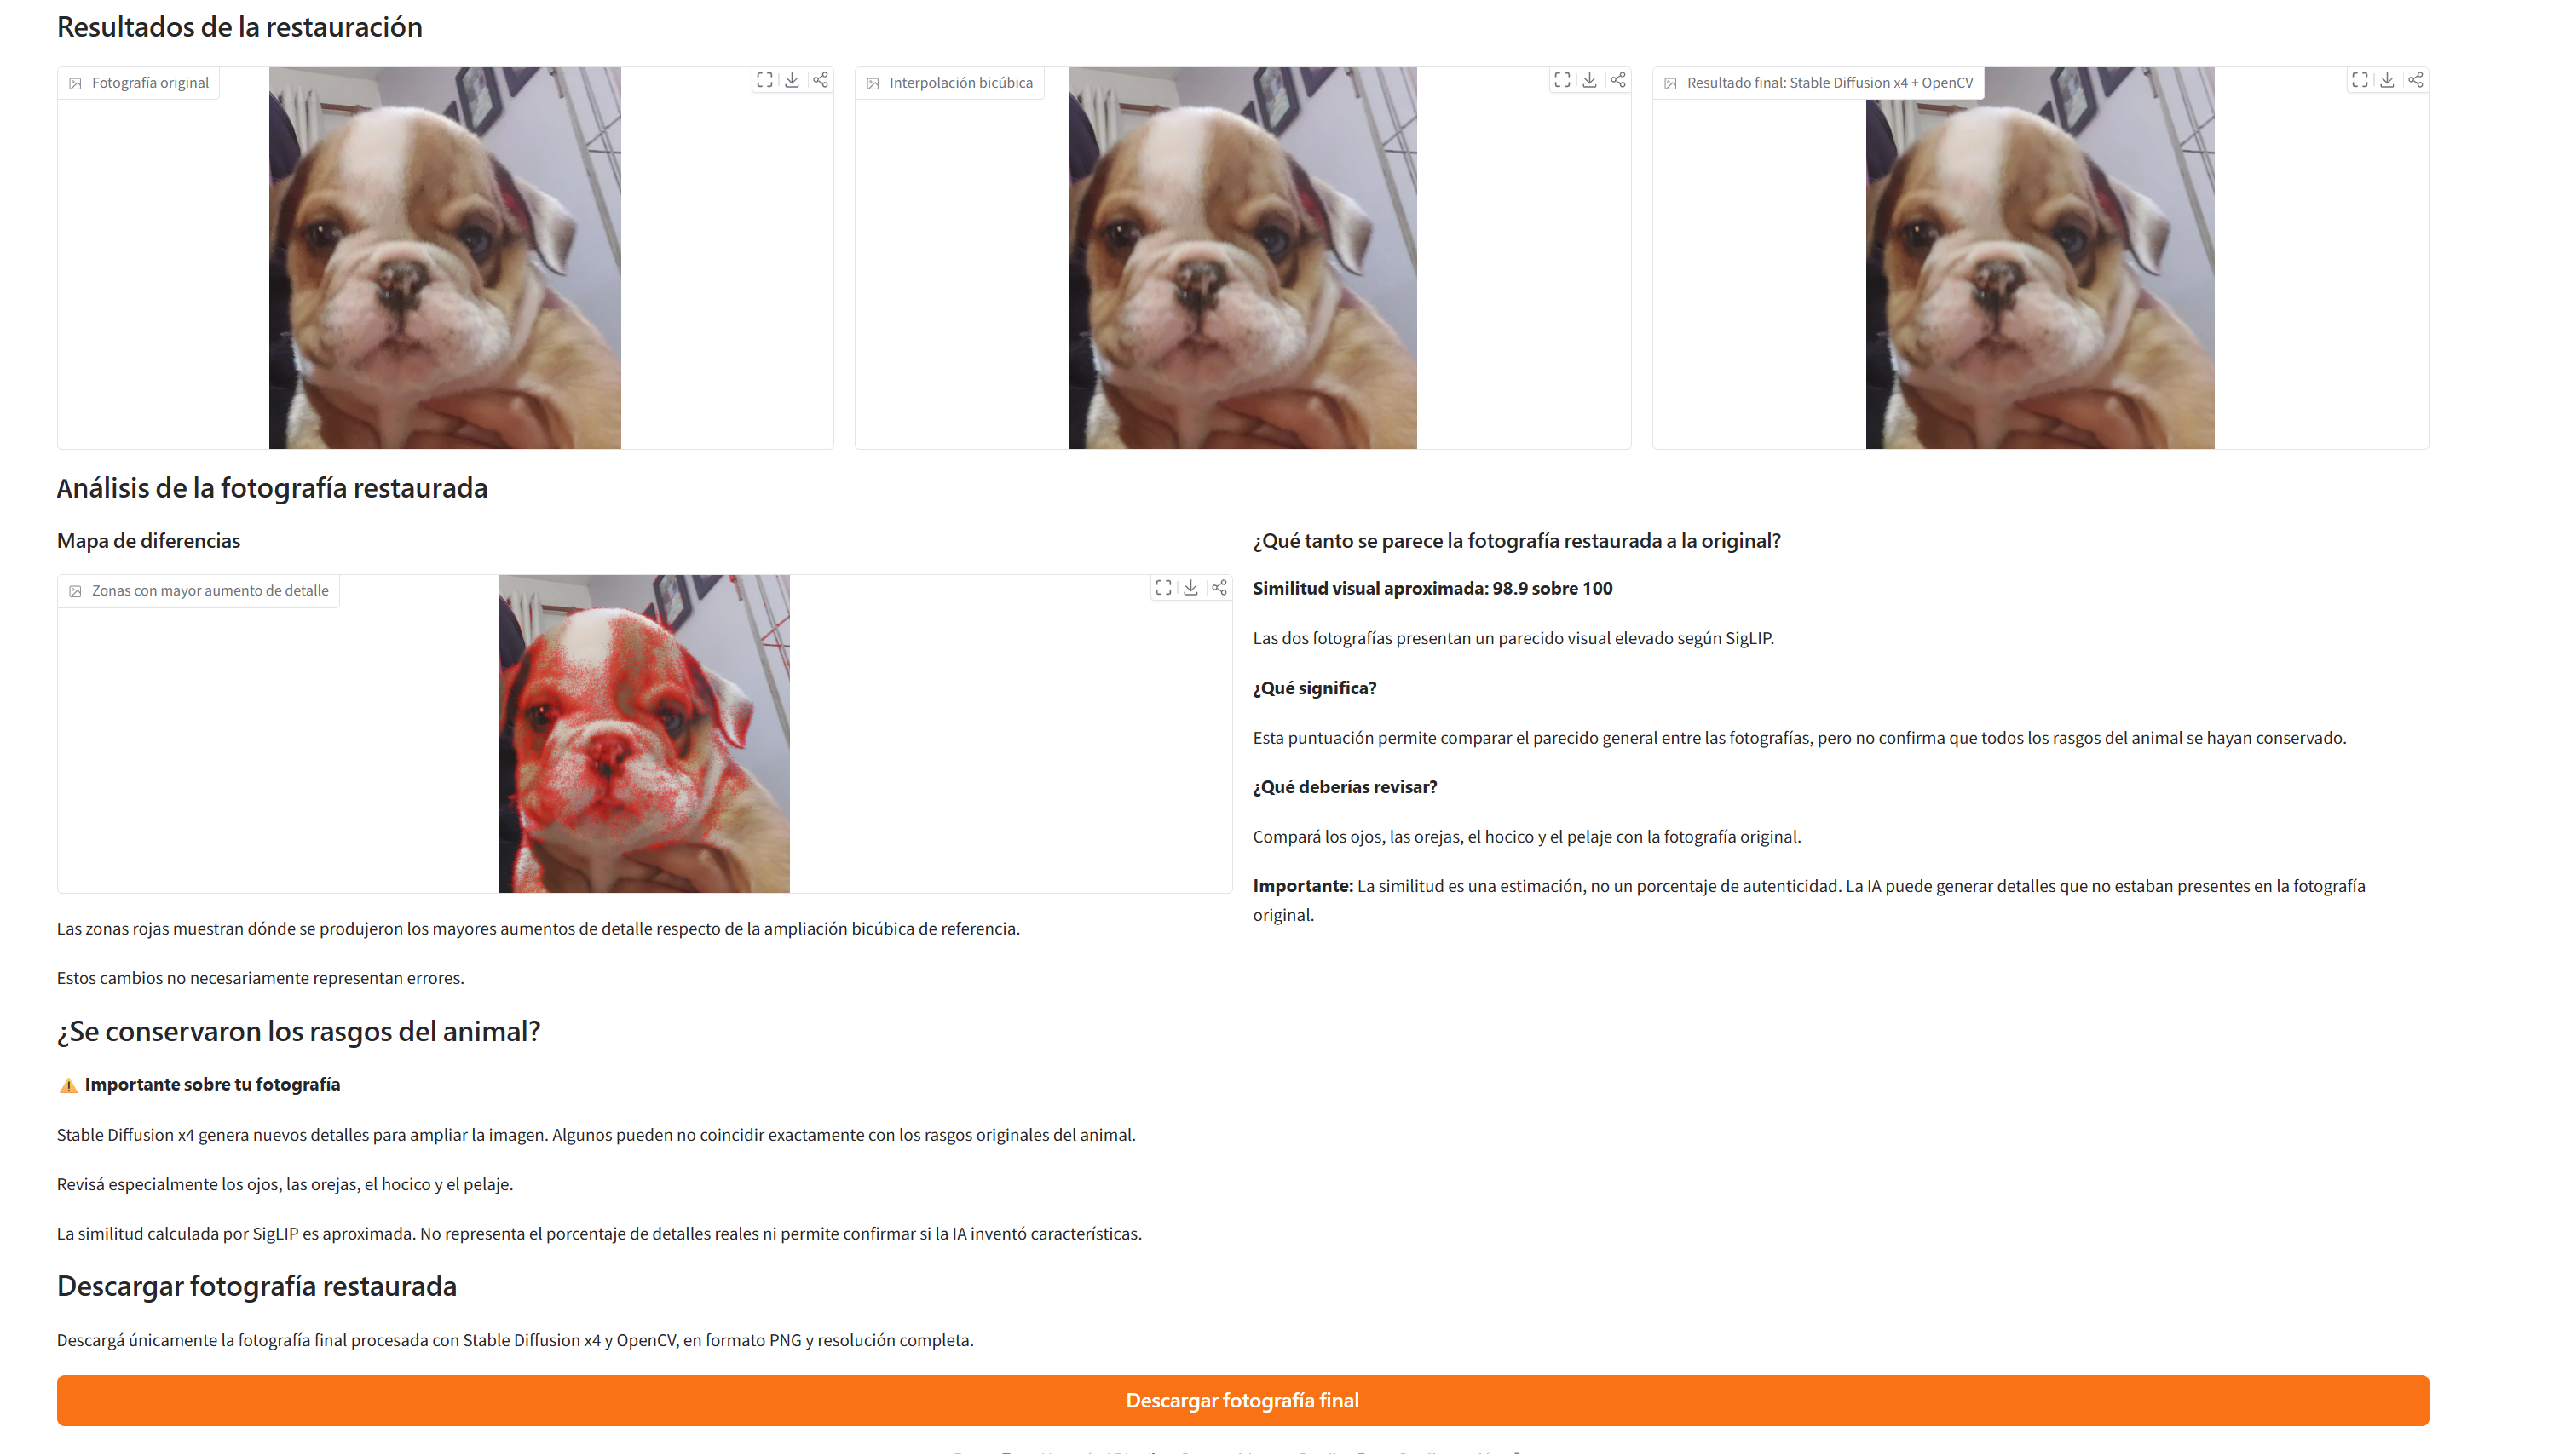 Resultados de la restauración
Fotografía original
Interpolación bicúbica
Resultado final: Stable Diffusion x4 + OpenCV
Análisis de la fotografía restaurada
Mapa de diferencias
Zonas con mayor aumento de detalle
Las zonas rojas muestran dónde se produjeron los mayores aumentos de detalle respecto de la ampliación bicúbica de referencia.
Estos cambios no necesariamente representan errores.
¿Qué tanto se parece la fotografía restaurada a la original?
Similitud visual aproximada: 98.9 sobre 100
Las dos fotografías presentan un parecido visual elevado según SigLIP.
¿Qué significa?
Esta puntuación permite comparar el parecido general entre las fotografías, pero no confirma que todos los rasgos del animal se hayan conservado.
¿Qué deberías revisar?
Compará los ojos, las orejas, el hocico y el pelaje con la fotografía original.
Importante: La similitud es una estimación, no un porcentaje de autenticidad. La IA puede generar detalles que no estaban presentes en la fotografía
original.
¿Se conservaron los rasgos del animal?
⚠️ Importante sobre tu fotografía
Stable Diffusion x4 genera nuevos detalles para ampliar la imagen. Algunos pueden no coincidir exactamente con los rasgos originales del animal.
Revisá especialmente los ojos, las orejas, el hocico y el pelaje.
La similitud calculada por SigLIP es aproximada. No representa el porcentaje de detalles reales ni permite confirmar si la IA inventó características.
Descargar fotografía restaurada
Descargá únicamente la fotografía final procesada con Stable Diffusion x4 y OpenCV, en formato PNG y resolución completa.
Descargar fotografía final